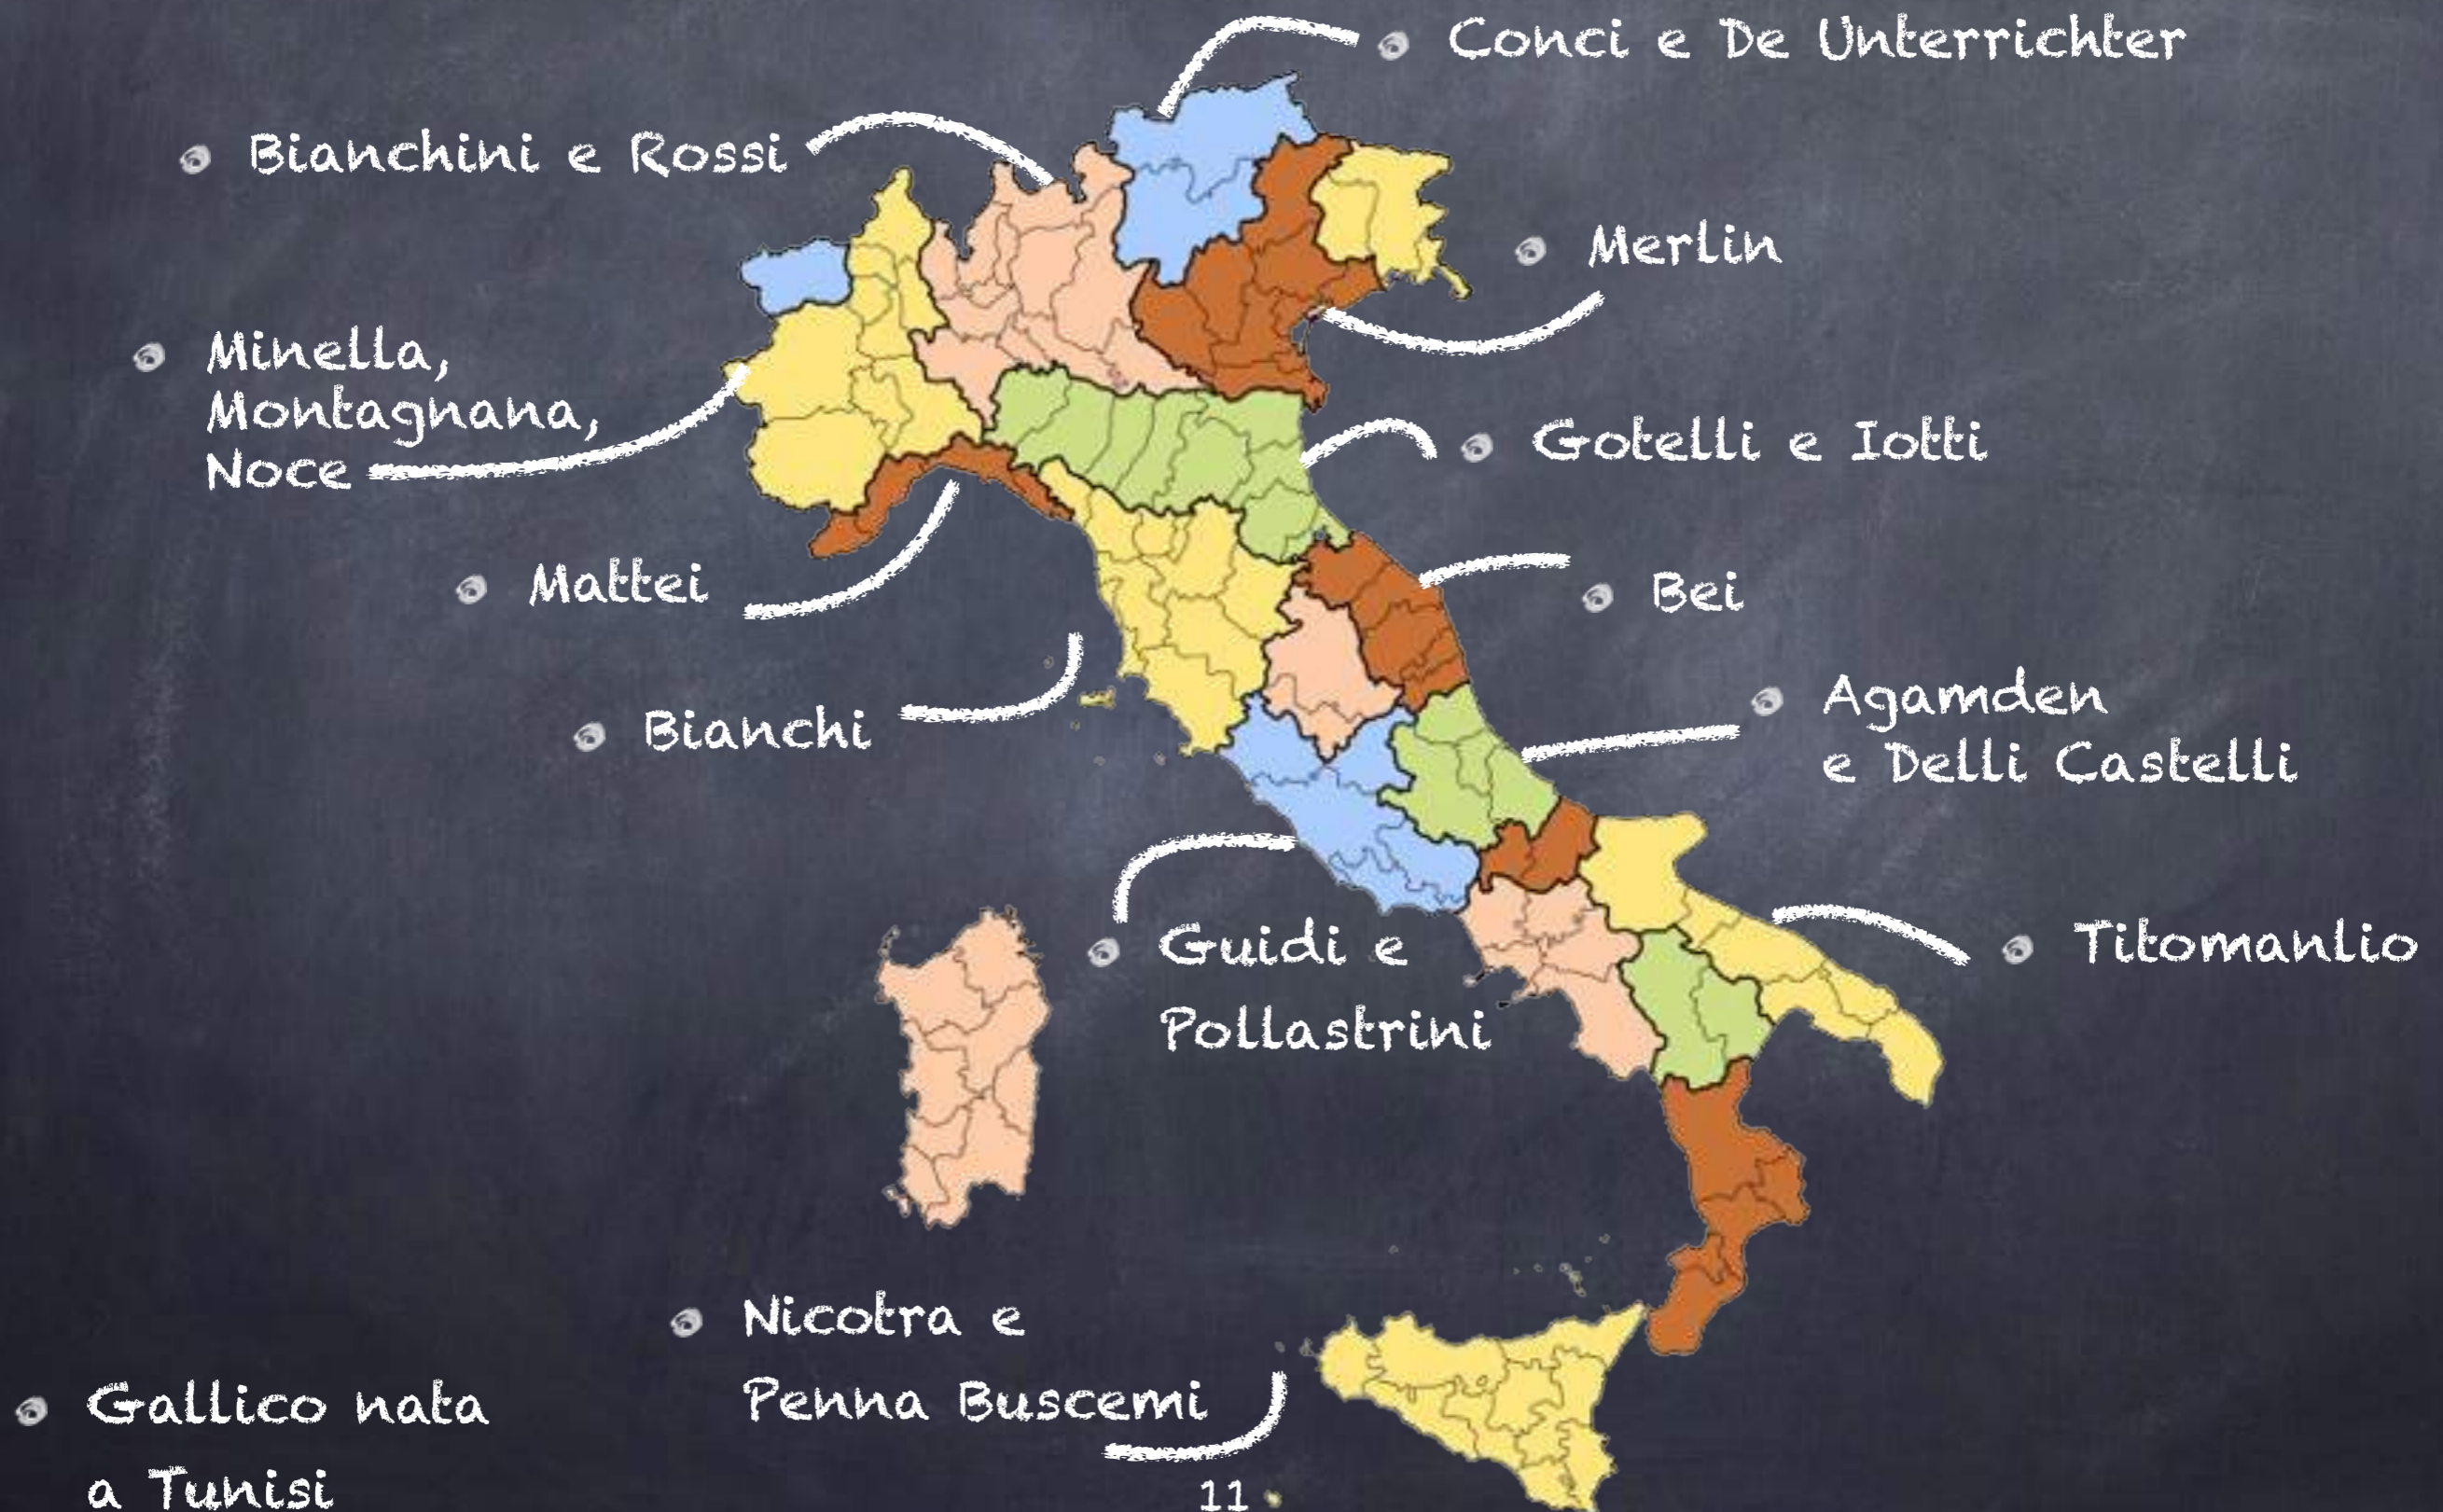 Conci e De Unterrichter
Bianchini e Rossi
Merlin
Minella,
Montagnana,
Noce
Gotelli e Iotti
Mattei
Bei
Agamden
e Delli Castelli
Bianchi
Guidi e
Pollastrini
Titomanlio
Nicotra e
Penna Buscemi
Gallico nata
a Tunisi
11